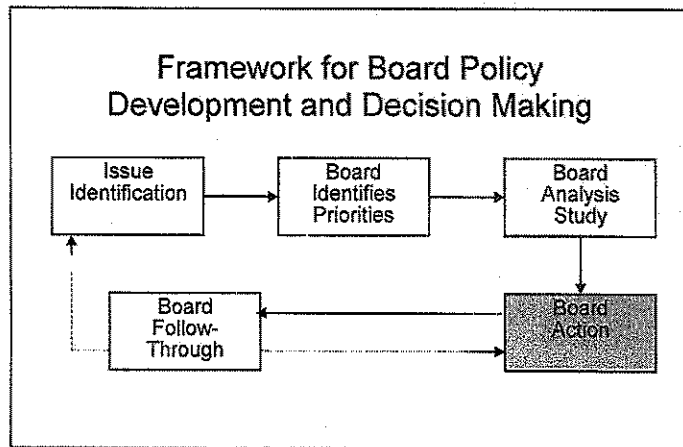 Framework for Board Policy
Development and Decision Making
Issue
Identification
Board
Identifies
Priorities
Board
Analysis
Study
Board
Follow-
Through
Board
Action